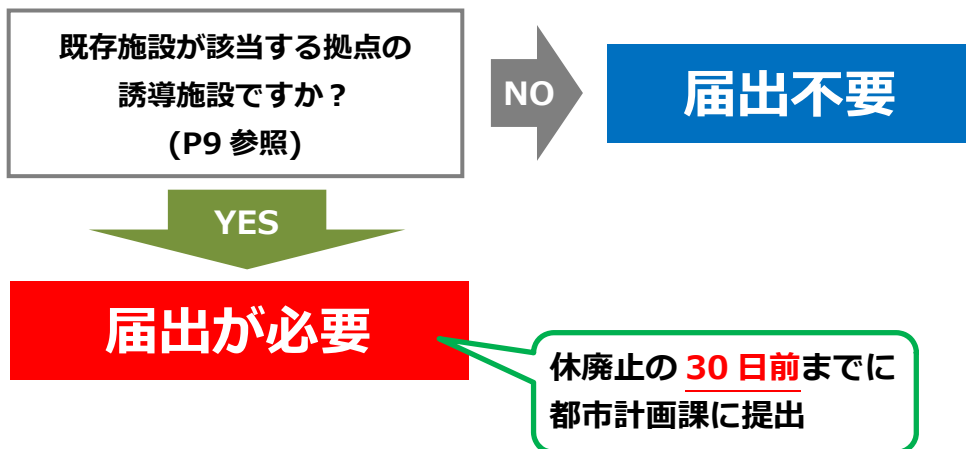 既存施設が該当する拠点の
誘導施設ですか？
(P9 参照)
NO
届出不要
YES
届出が必要
休廃止の 30 日前までに
都市計画課に提出